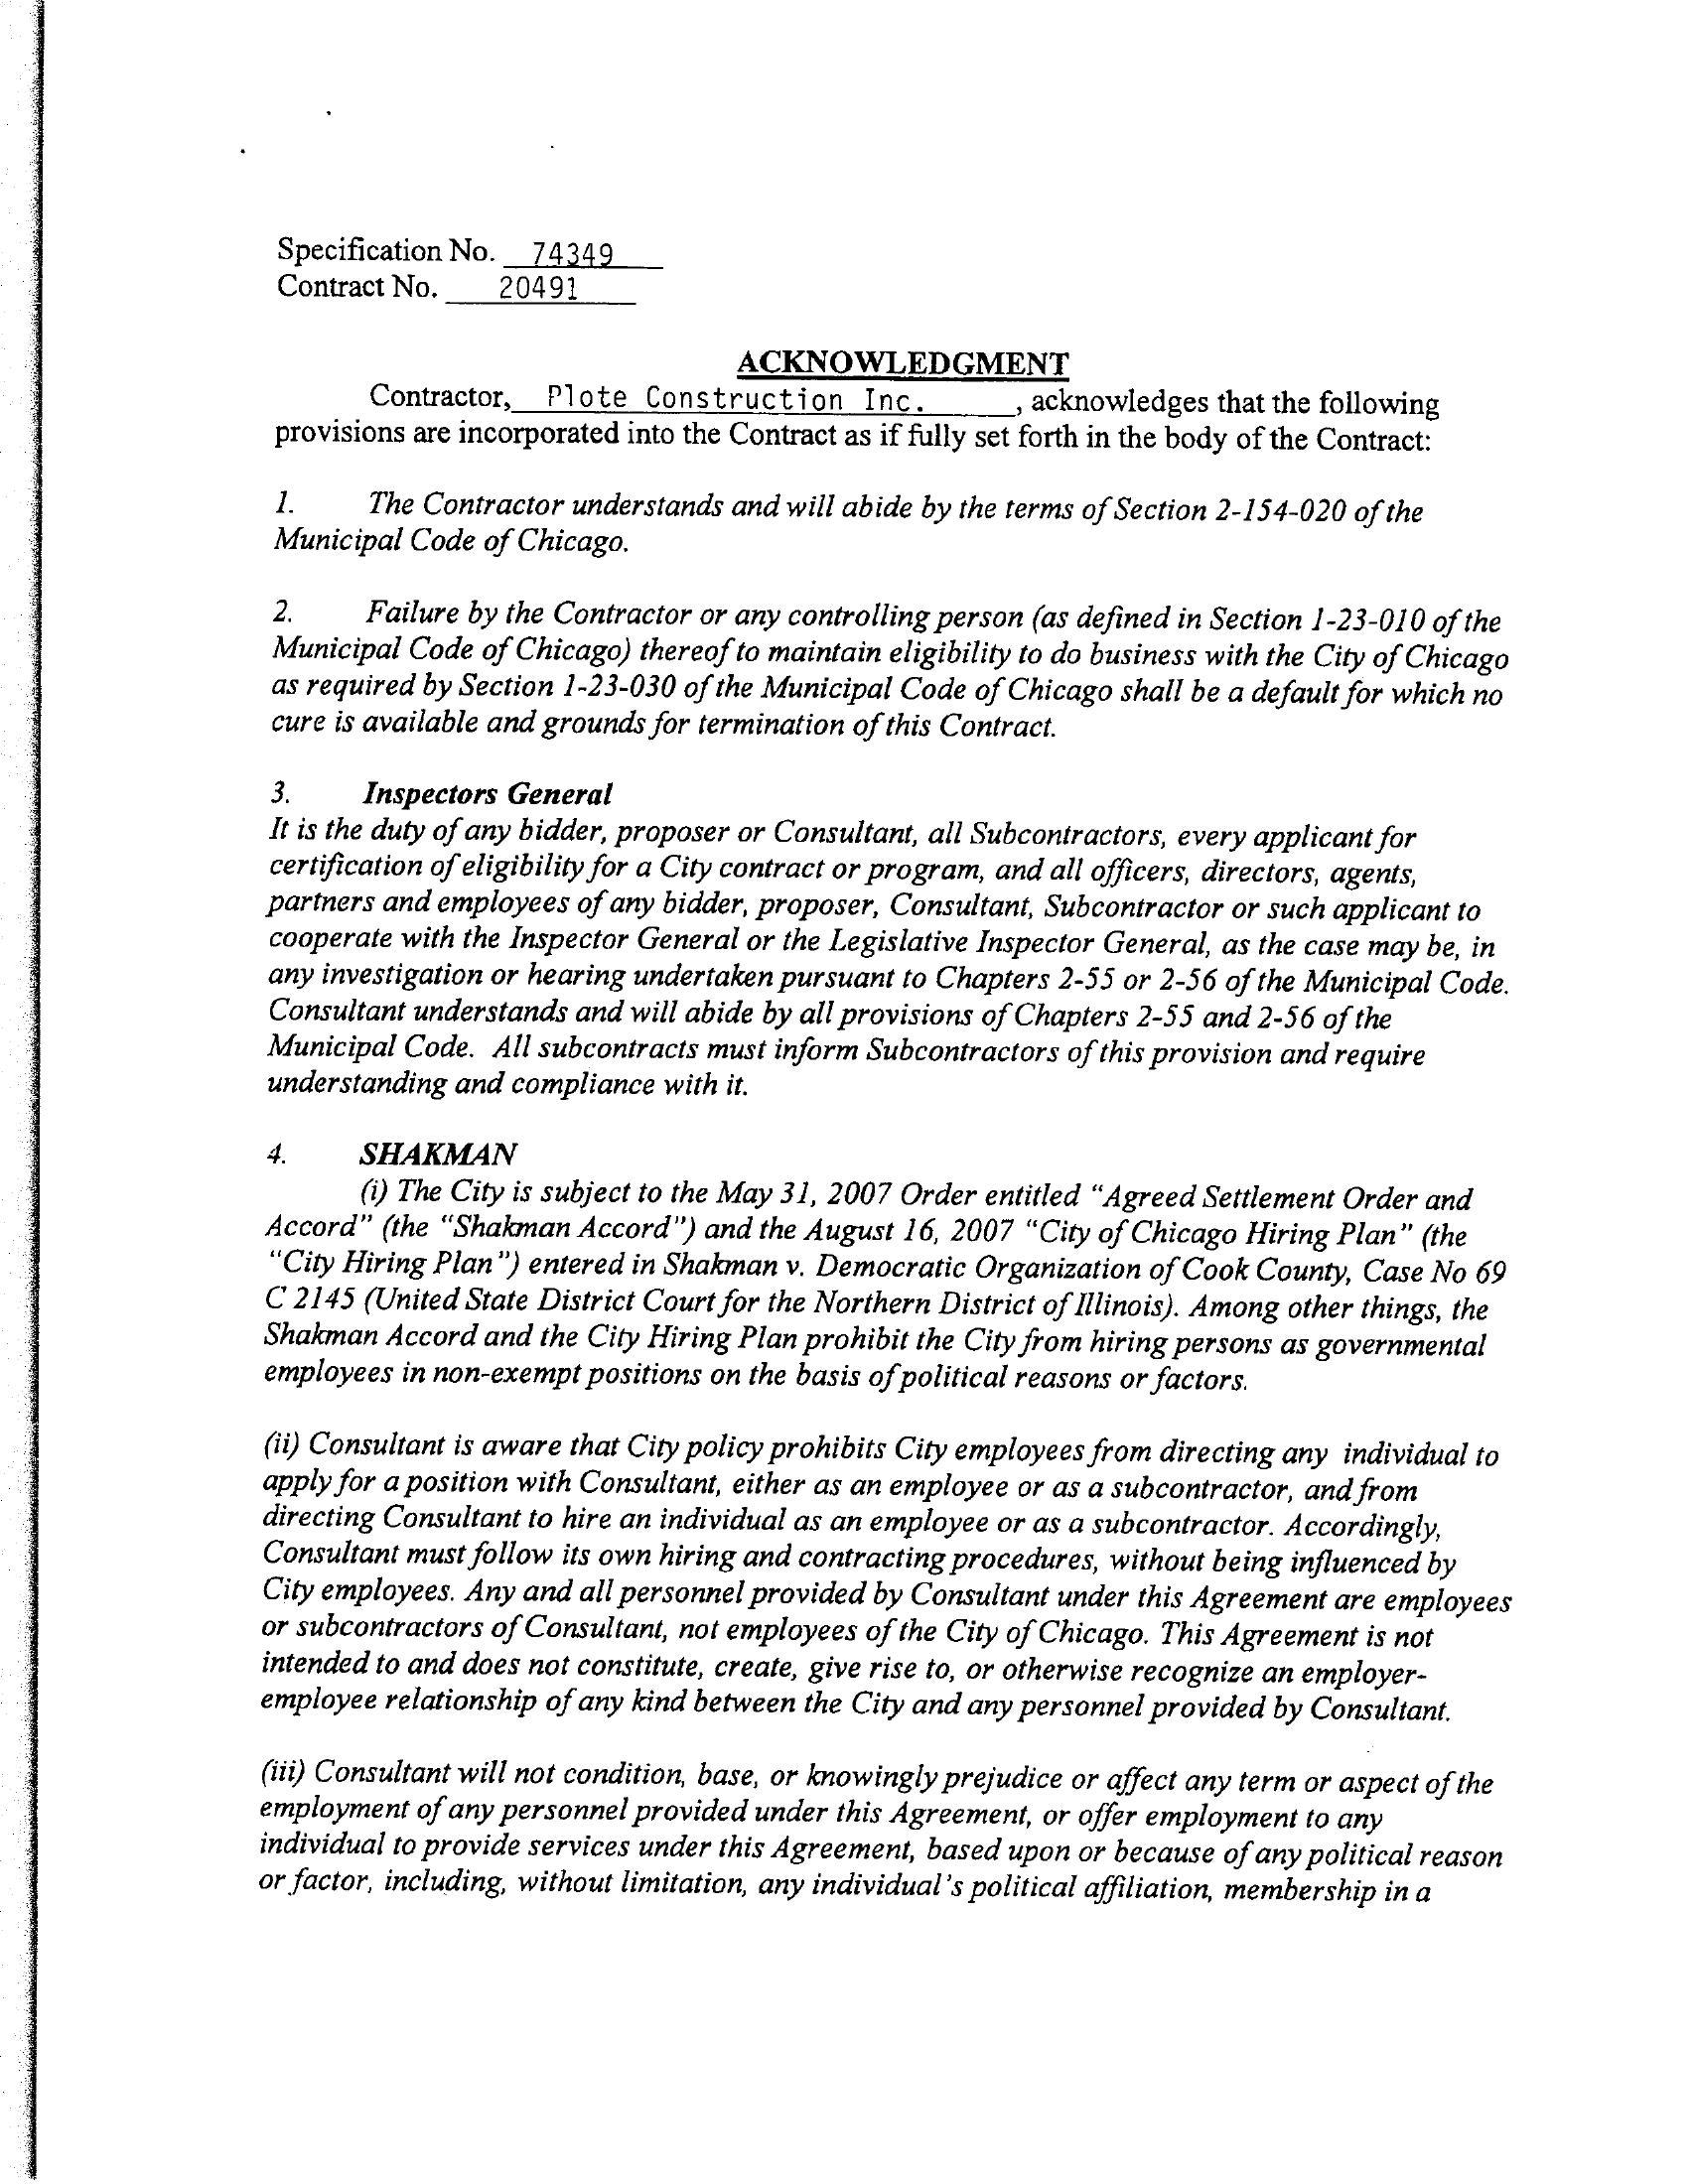 Specification No. 74349
Contract No. 20491
ACKNOWLEDGMENT
Contractor, Plote Construction Inc. , acknowledges that the following
provisions are incorporated into the Contract as if fully set forth in the body of the Contract:
1. The Contractor understands and will abide by the terms of Section 2-154-020 of the
Municipal Code of Chicago.
2. Failure by the Contractor or any controlling person (as defined in Section 1-23-010 of the
Municipal Code of Chicago) thereof to maintain eligibility to do business with the City of Chicago
as required by Section 1-23-030 of the Municipal Code of Chicago shall be a default for which no
cure is available and grounds for termination of this Contract.
3. Inspectors General
It is the duty of any bidder, proposer or Consultant, all Subcontractors, every applicant for
certification of eligibility for a City contract or program, and all officers, directors, agents,
partners and employees of any bidder, proposer, Consultant, Subcontractor or such applicant to
cooperate with the Inspector General or the Legislative Inspector General, as the case may be, in
any investigation or hearing undertaken pursuant to Chapters 2-55 or 2-56 of the Municipal Code.
Consultant understands and will abide by all provisions of Chapters 2-55 and 2-56 of the
Municipal Code. All subcontracts must inform Subcontractors of this provision and require
understanding and compliance with it.
4. SHAKMAN
(i) The City is subject to the May 31, 2007 Order entitled “Agreed Settlement Order and
Accord” (the “Shakman Accord”) and the August 16, 2007 “City of Chicago Hiring Plan” (the
“City Hiring Plan”) entered in Shakman v. Democratic Organization of Cook County, Case No 69
C 2145 (United State District Court for the Northern District of Illinois). Among other things, the
Shakman Accord and the City Hiring Plan prohibit the City from hiring persons as governmental
employees in non-exempt positions on the basis of political reasons or factors.
(ii) Consultant is aware that City policy prohibits City employees from directing any individual to
apply for a position with Consultant, either as an employee or as a subcontractor, and from
directing Consultant to hire an individual as an employee or as a subcontractor. Accordingly,
Consultant must follow its own hiring and contracting procedures, without being influenced by
City employees. Any and all personnel provided by Consultant under this Agreement are employees
or subcontractors of Consultant, not employees of the City of Chicago. This Agreement is not
intended to and does not constitute, create, give rise to, or otherwise recognize an employer-
employee relationship of any kind between the City and any personnel provided by Consultant.
(iii) Consultant will not condition, base, or knowingly prejudice or affect any term or aspect of the
employment of any personnel provided under this Agreement, or offer employment to any
individual to provide services under this Agreement, based upon or because of any political reason
or factor, including, without limitation, any individual's political affiliation, membership in a